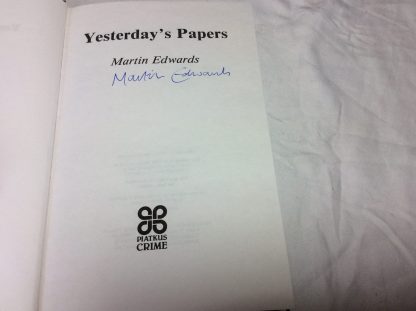 Yesterday's Papers
Martin Edwards
Martin Edwards
PIATKUS
CRIME